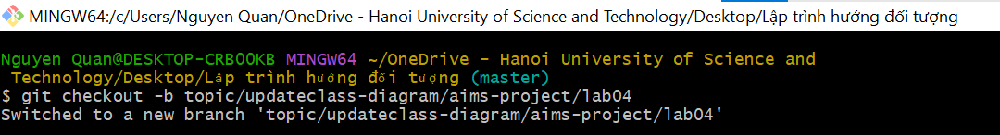 MINGW64:/c/Users/Nguyen Quan/OneDrive - Hanoi University of Science and Technology/Desktop/Lập trình hướng đối tượng
Nguyen Quan@DESKTOP-CRB00KB MINGW64 ~/OneDrive - Hanoi University of Science and
Technology/Desktop/Lập trình hướng đối tượng (master)
$ git checkout -b topic/updateclass-diagram/aims-project/lab04
Switched to a new branch 'topic/updateclass-diagram/aims-project/lab04'